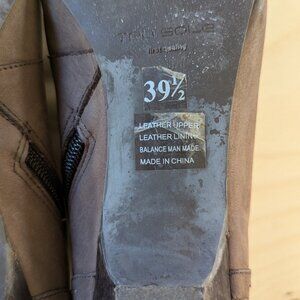 39½
LEATHER UPPER
LEATHER LINING
BALANCE MAN MADE
MADE IN CHINA